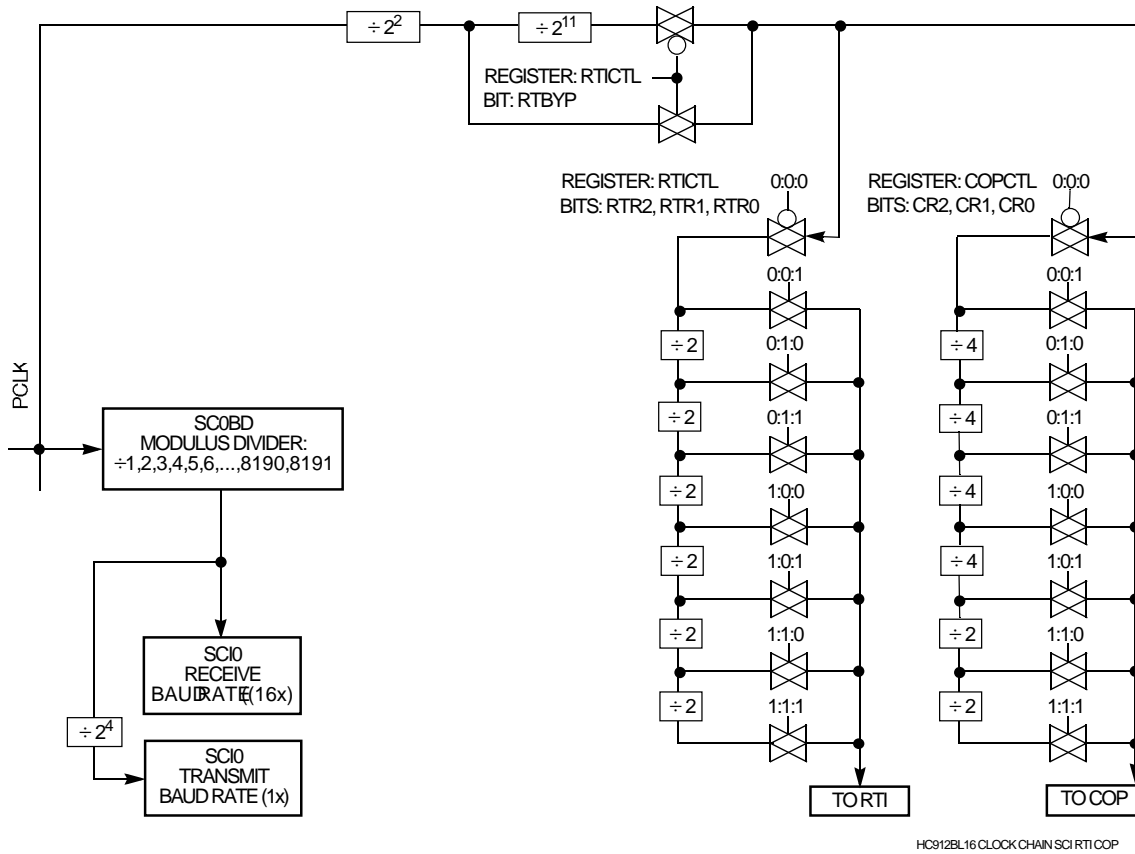 ÷ 2²
÷ 2¹¹
REGISTER: RTICTL
BIT: RTBYP
REGISTER: RTICTL
BITS: RTR2, RTR1, RTR0
0:0:0
REGISTER: COPCTL
BITS: CR2, CR1, CR0
0:0:0
0:0:1
0:0:1
÷ 2
÷ 4
0:1:0
0:1:0
÷ 2
÷ 4
0:1:1
0:1:1
÷ 2
÷ 4
1:0:0
1:0:0
÷ 2
÷ 4
1:0:1
1:0:1
÷ 2
÷ 2
1:1:0
1:1:0
÷ 2
÷ 2
1:1:1
1:1:1
TO RTI
TO COP
PCLK
SC0BD
MODULUS DIVIDER:
÷1,2,3,4,5,6,...,8190,8191
SCI0
RECEIVE
BAUD RATE (16x)
÷ 2⁴
SCI0
TRANSMIT
BAUD RATE (1x)
HC912BL16 CLOCK CHAIN SCI RTI COP